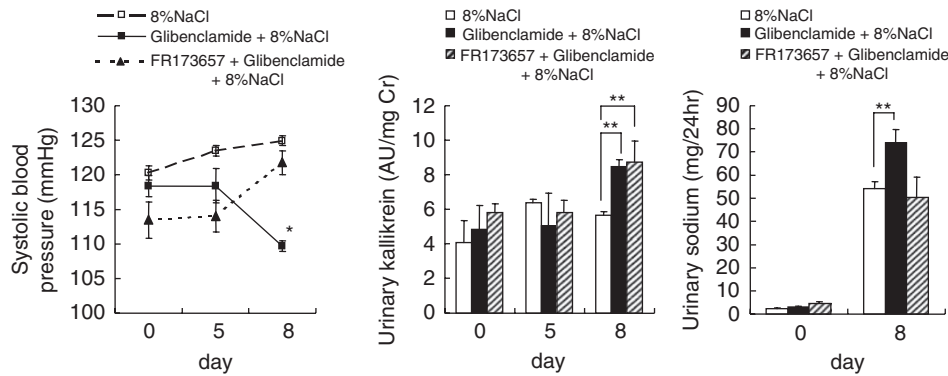 8%NaCl
Glibenclamide + 8%NaCl
FR173657 + Glibenclamide
+ 8%NaCl
Systolic blood
pressure (mmHg)
130
125
120
115
110
105
100
*
0 5 8
day
8%NaCl
Glibenclamide + 8%NaCl
FR173657 + Glibenclamide
+ 8%NaCl
Urinary kallikrein (AU/mg Cr)
12
10
8
6
4
2
0
**
**
0 5 8
day
8%NaCl
Glibenclamide + 8%NaCl
FR173657 + Glibenclamide
+ 8%NaCl
Urinary sodium (mg/24hr)
90
80
70
60
50
40
30
20
10
0
**
0 8
day